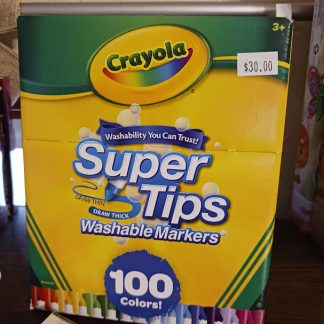 Crayola
3+
$30.00
Washability You Can Trust!
Super
Tips
DRAW THIN
DRAW THICK
Washable Markers
100
Colors!